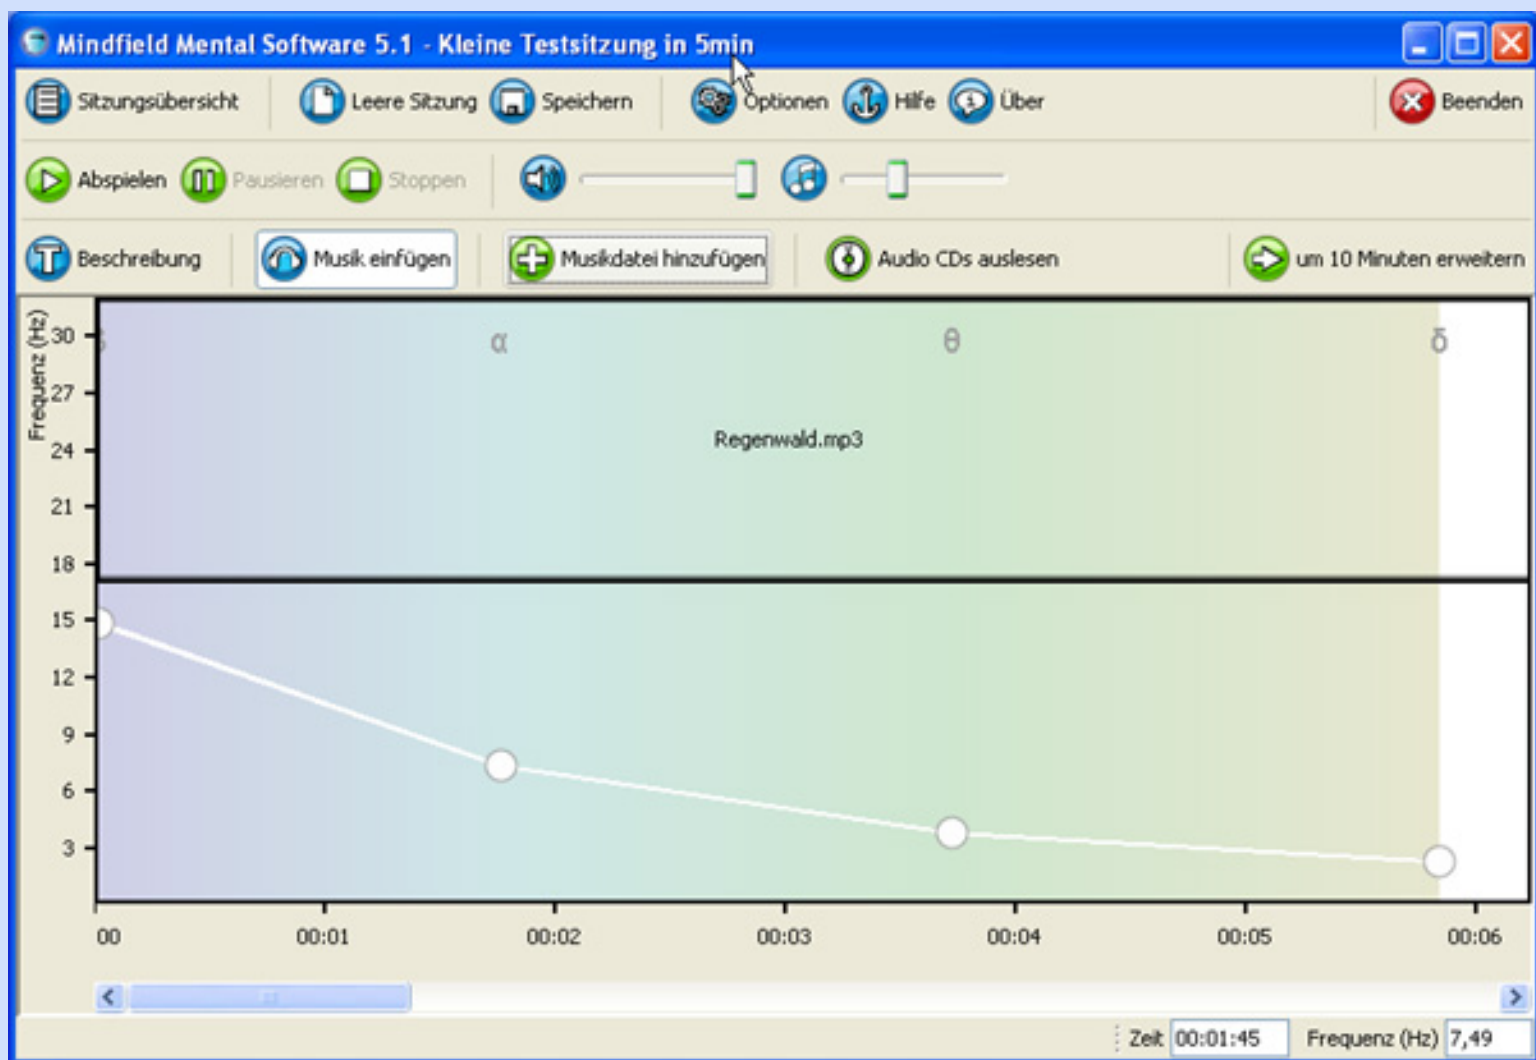 Mindfield Mental Software 5.1 - Kleine Testsitzung in 5min
Sitzungsübersicht Leere Sitzung Speichern Optionen Hilfe Über Beenden
Abspielen Pausieren Stoppen
Beschreibung Musik einfügen Musikdatei hinzufügen Audio CDs auslesen um 10 Minuten erweitern
Frequenz (Hz)
30
α θ δ
27
Regenwald.mp3
24
21
18
15
12
9
6
3
00 00:01 00:02 00:03 00:04 00:05 00:06
Zeit 00:01:45 Frequenz (Hz) 7,49